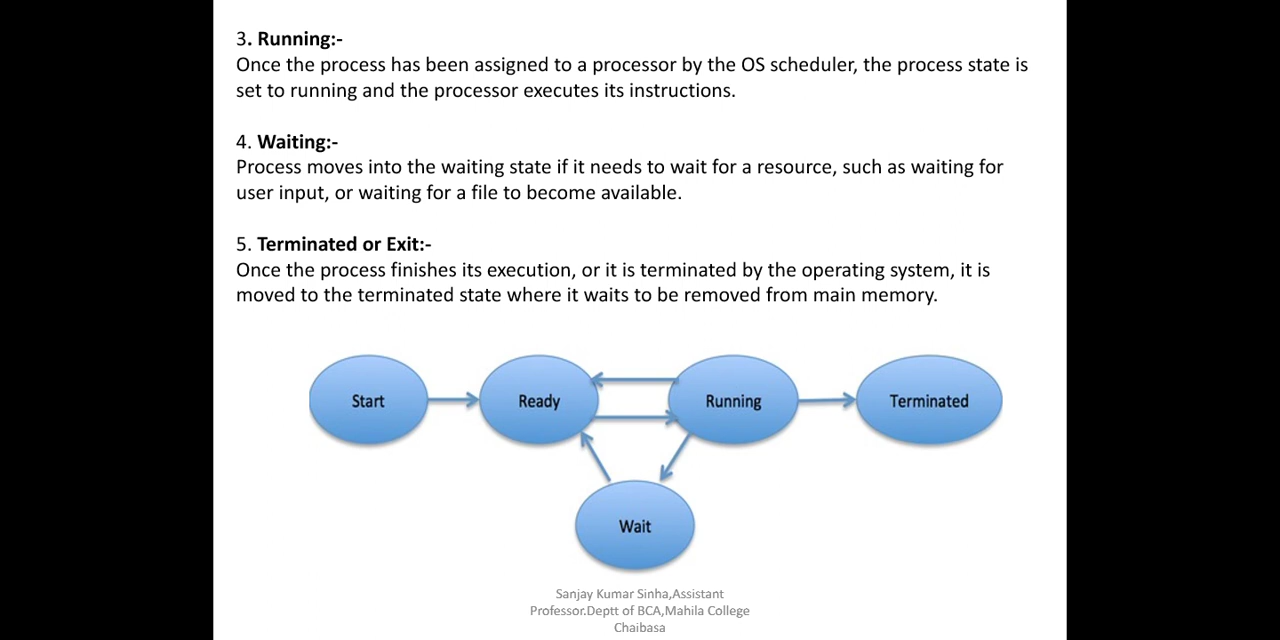 3. Running:-
Once the process has been assigned to a processor by the OS scheduler, the process state is
set to running and the processor executes its instructions.
4. Waiting:-
Process moves into the waiting state if it needs to wait for a resource, such as waiting for
user input, or waiting for a file to become available.
5. Terminated or Exit:-
Once the process finishes its execution, or it is terminated by the operating system, it is
moved to the terminated state where it waits to be removed from main memory.
Start
Ready
Running
Terminated
Wait
Sanjay Kumar Sinha,Assistant
Professor.Deptt of BCA,Mahila College
Chaibasa